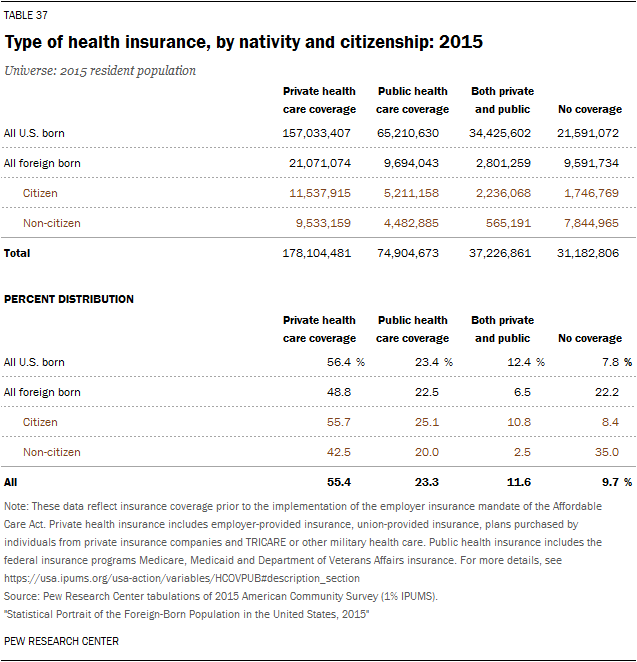 TABLE 37
Type of health insurance, by nativity and citizenship: 2015
Universe: 2015 resident population
Private health care coverage Public health care coverage Both private and public No coverage
All U.S. born 157,033,407 65,210,630 34,425,602 21,591,072
All foreign born 21,071,074 9,694,043 2,801,259 9,591,734
Citizen 11,537,915 5,211,158 2,236,068 1,746,769
Non-citizen 9,533,159 4,482,885 565,191 7,844,965
Total 178,104,481 74,904,673 37,226,861 31,182,806
PERCENT DISTRIBUTION
Private health care coverage Public health care coverage Both private and public No coverage
All U.S. born 56.4 % 23.4 % 12.4 % 7.8 %
All foreign born 48.8 22.5 6.5 22.2
Citizen 55.7 25.1 10.8 8.4
Non-citizen 42.5 20.0 2.5 35.0
All 55.4 23.3 11.6 9.7 %
Note: These data reflect insurance coverage prior to the implementation of the employer insurance mandate of the Affordable
Care Act. Private health insurance includes employer-provided insurance, union-provided insurance, plans purchased by
individuals from private insurance companies and TRICARE or other military health care. Public health insurance includes the
federal insurance programs Medicare, Medicaid and Department of Veterans Affairs insurance. For more details, see
https://usa.ipums.org/usa-action/variables/HCOVPUB#description_section
Source: Pew Research Center tabulations of 2015 American Community Survey (1% IPUMS).
"Statistical Portrait of the Foreign-Born Population in the United States, 2015"
PEW RESEARCH CENTER